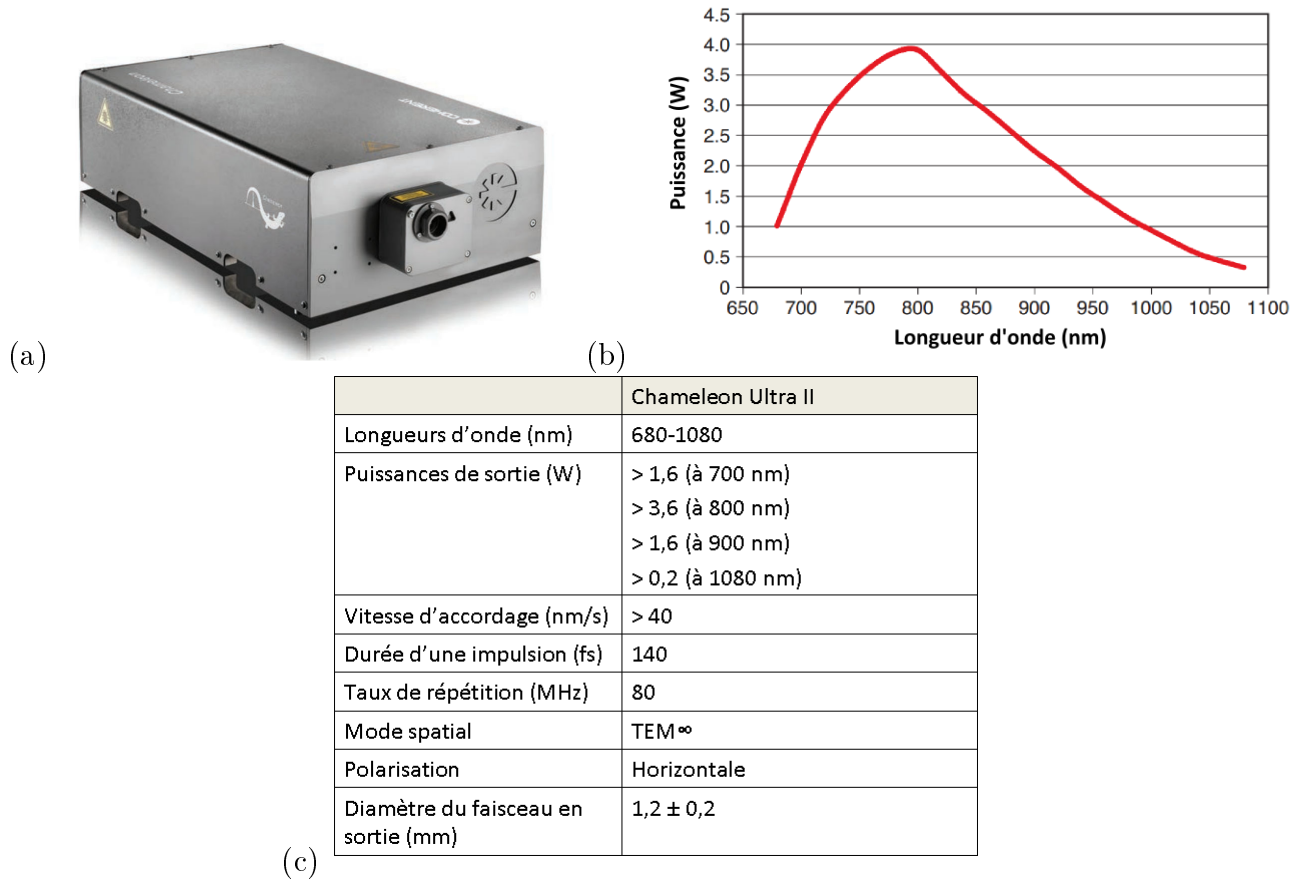 Chameleon
COHERENT
(a)
4.5
4.0
3.5
3.0
2.5
2.0
1.5
1.0
0.5
0
Puissance (W)
650 700 750 800 850 900 950 1000 1050 1100
Longueur d'onde (nm)
(b)
Chameleon Ultra II
Longueurs d'onde (nm) 680-1080
Puissances de sortie (W) > 1,6 (à 700 nm)
> 3,6 (à 800 nm)
> 1,6 (à 900 nm)
> 0,2 (à 1080 nm)
Vitesse d'accordage (nm/s) > 40
Durée d'une impulsion (fs) 140
Taux de répétition (MHz) 80
Mode spatial TEM∞
Polarisation Horizontale
Diamètre du faisceau en 1,2 ± 0,2
sortie (mm)
(c)